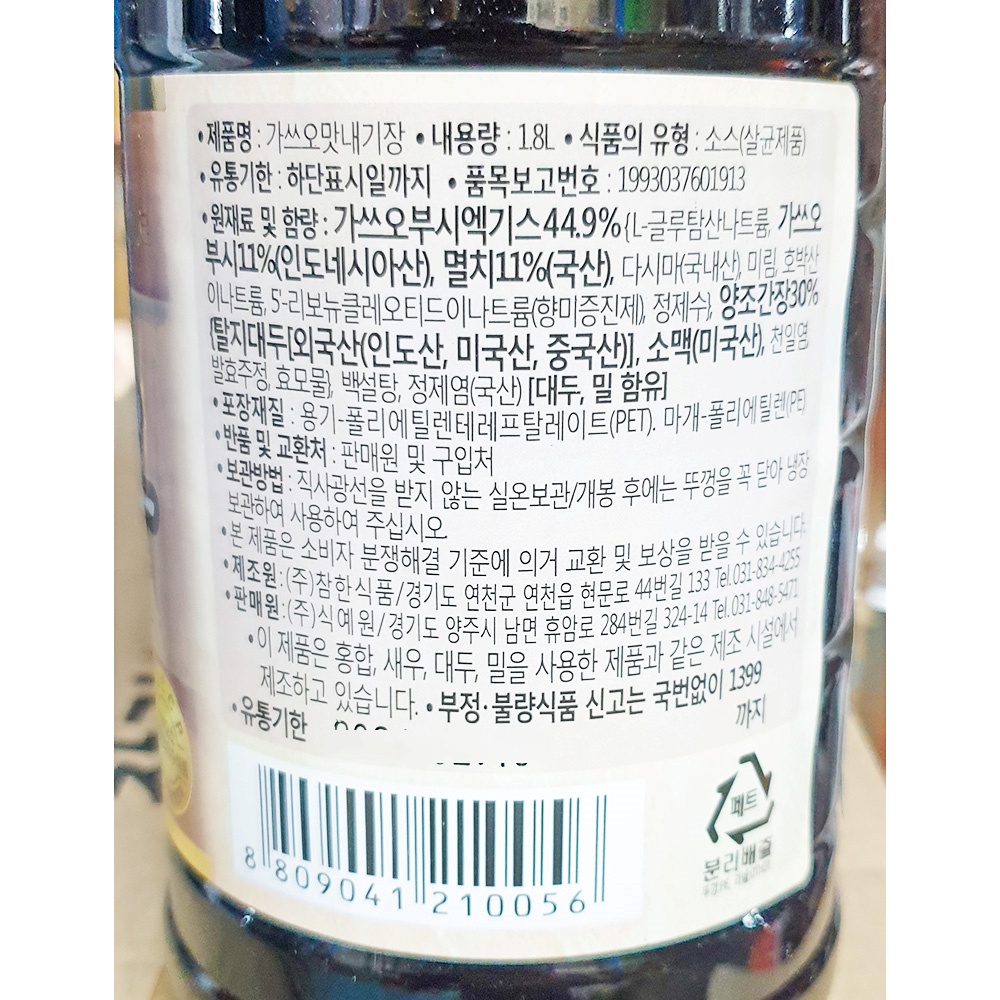 •제품명 : 가쓰오맛내기장 •내용량 : 1.8L •식품의 유형 : 소스(살균제품)
•유통기한 : 하단표시일까지 •품목보고번호 : 1993037601913
•원재료 및 함량 : 가쓰오부시엑기스44.9%{L-글루탐산나트륨, 가쓰오
부시11%(인도네시아산), 멸치11%(국산), 다시마(국내산), 미림, 호박산
이나트륨, 5'-리보뉴클레오티드이나트륨(향미증진제), 정제수}, 양조간장30%
{탈지대두[외국산(인도산, 미국산, 중국산)], 소맥(미국산), 천일염,
발효주정, 효모물}, 백설탕, 정제염(국산) [대두, 밀 함유]
•포장재질 : 용기-폴리에틸렌테레프탈레이트(PET). 마개-폴리에틸렌(PE)
•반품 및 교환처 : 판매원 및 구입처
•보관방법 : 직사광선을 받지 않는 실온보관/개봉 후에는 뚜껑을 꼭 닫아 냉장
보관하여 사용하여 주십시오
•본 제품은 소비자 분쟁해결 기준에 의거 교환 및 보상을 받을 수 있습니다.
•제조원 : (주)참한식품/경기도 연천군 연천읍 현문로 44번길 133 Tel.031-834-4255
•판매원 : (주)식예원/경기도 양주시 남면 휴암로 284번길 324-14 Tel.031-848-5471
•이 제품은 홍합, 새우, 대두, 밀을 사용한 제품과 같은 제조 시설에서
제조하고 있습니다. •부정·불량식품 신고는 국번없이 1399
•유통기한 까지
페트
분리배출
8 809041 210056